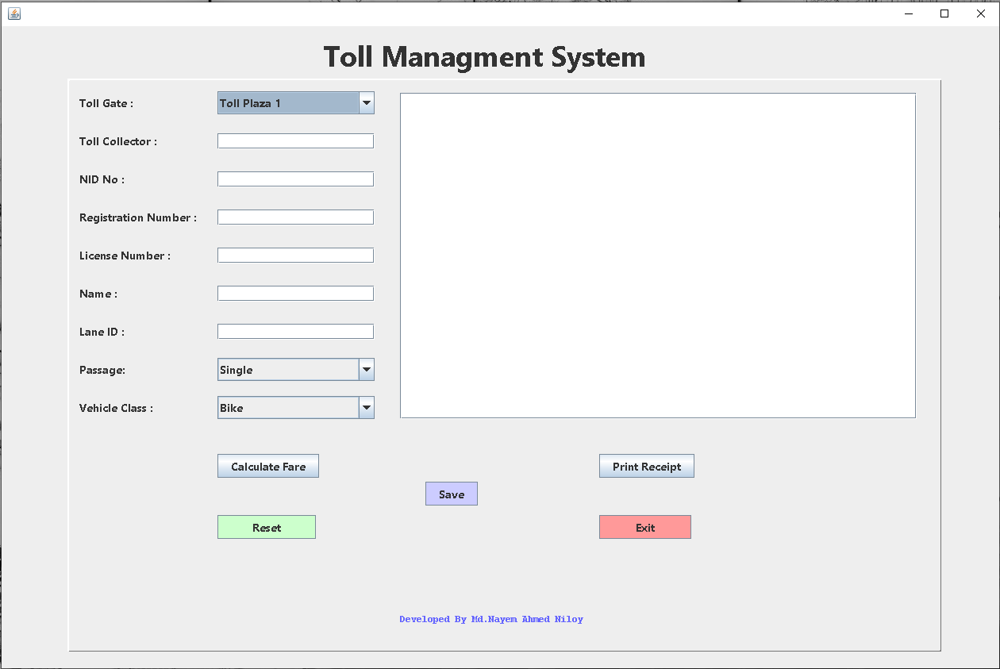 Toll Managment System
Toll Gate : Toll Plaza 1
Toll Collector :
NID No :
Registration Number :
License Number :
Name :
Lane ID :
Passage: Single
Vehicle Class : Bike
Calculate Fare Print Receipt
Save
Reset Exit
Developed By Md.Nayem Ahmed Niloy